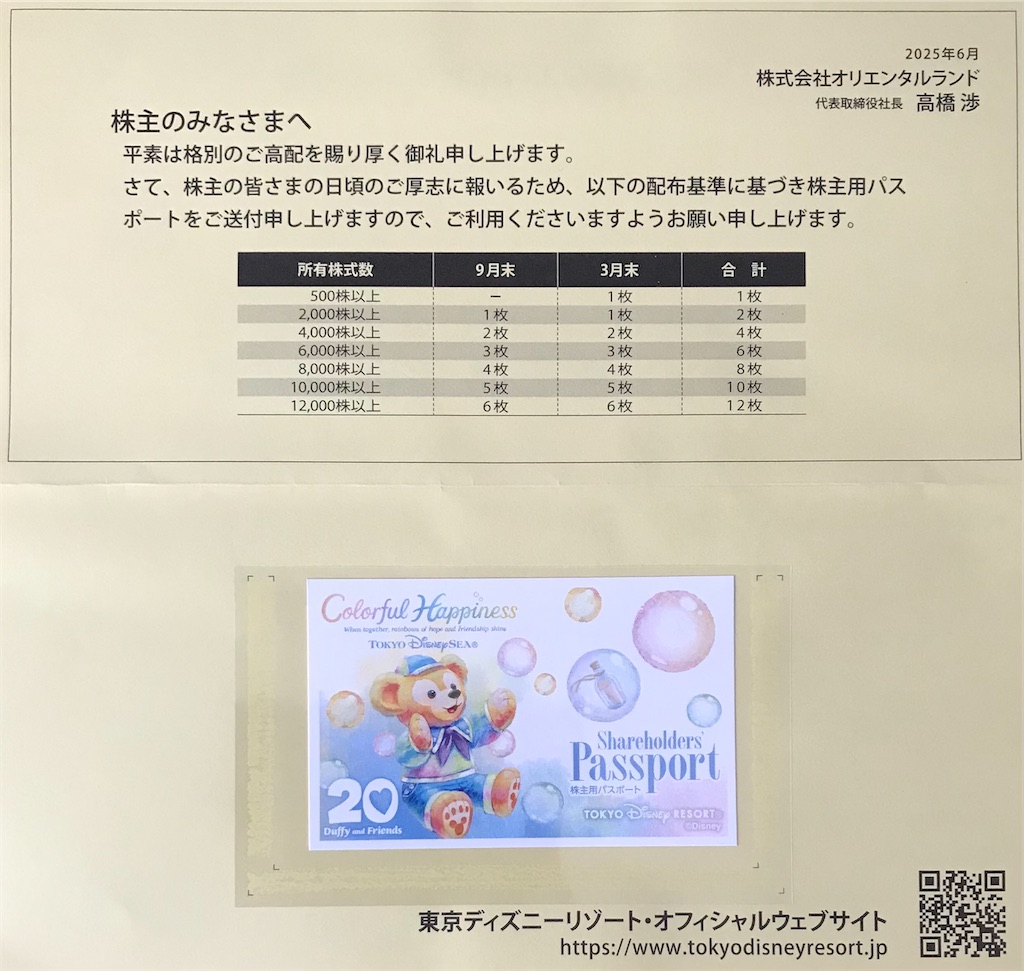 2025年6月
株式会社オリエンタルランド
代表取締役社長 高橋 渉
株主のみなさまへ
平素は格別のご高配を賜り厚く御礼申し上げます。
さて、株主の皆さまの日頃のご厚志に報いるため、以下の配布基準に基づき株主用パス
ポートをご送付申し上げますので、ご利用くださいますようお願い申し上げます。
所有株式数 9月末 3月末 合 計
500株以上 － 1枚 1枚
2,000株以上 1枚 1枚 2枚
4,000株以上 2枚 2枚 4枚
6,000株以上 3枚 3枚 6枚
8,000株以上 4枚 4枚 8枚
10,000株以上 5枚 5枚 10枚
12,000株以上 6枚 6枚 12枚
Colorful Happiness
When together, rainbows of hope and friendship shine
TOKYO DisneySEA®
Shareholders'
Passport
株主用パスポート
20
Duffy and Friends
TOKYO Disney RESORT
©Disney
東京ディズニーリゾート・オフィシャルウェブサイト
https://www.tokyodisneyresort.jp